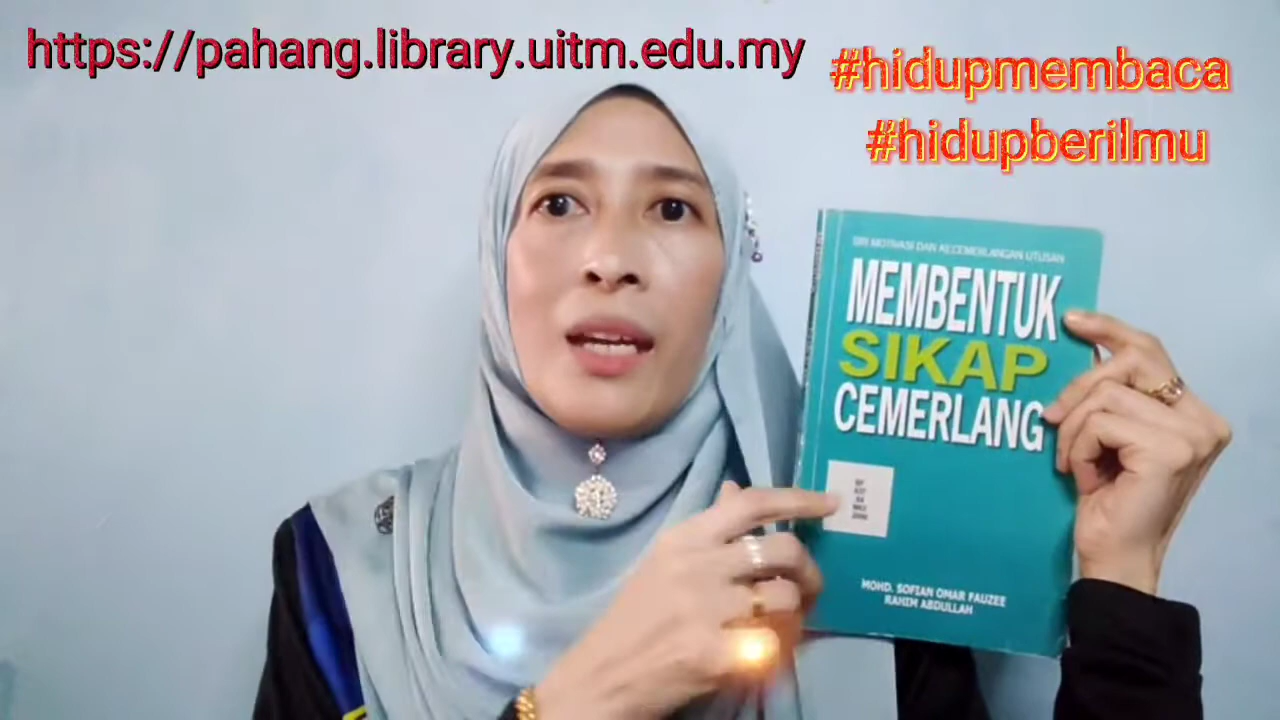 https://pahang.library.uitm.edu.my
#hidupmembaca
#hidupberilmu
SIRI MOTIVASI DAN KECEMERLANGAN UTUSAN
MEMBENTUK
SIKAP
CEMERLANG
MOHD. SOFIAN OMAR FAUZEE
RAHIM ABDULLAH